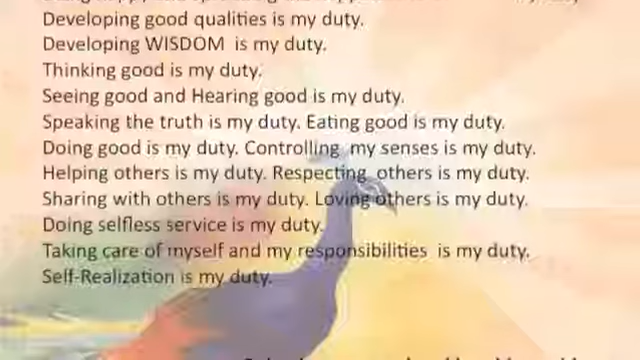 Developing good qualities is my duty.
Developing WISDOM is my duty.
Thinking good is my duty.
Seeing good and Hearing good is my duty.
Speaking the truth is my duty. Eating good is my duty.
Doing good is my duty. Controlling my senses is my duty.
Helping others is my duty. Respecting others is my duty.
Sharing with others is my duty. Loving others is my duty.
Doing selfless service is my duty.
Taking care of myself and my responsibilities is my duty.
Self-Realization is my duty.